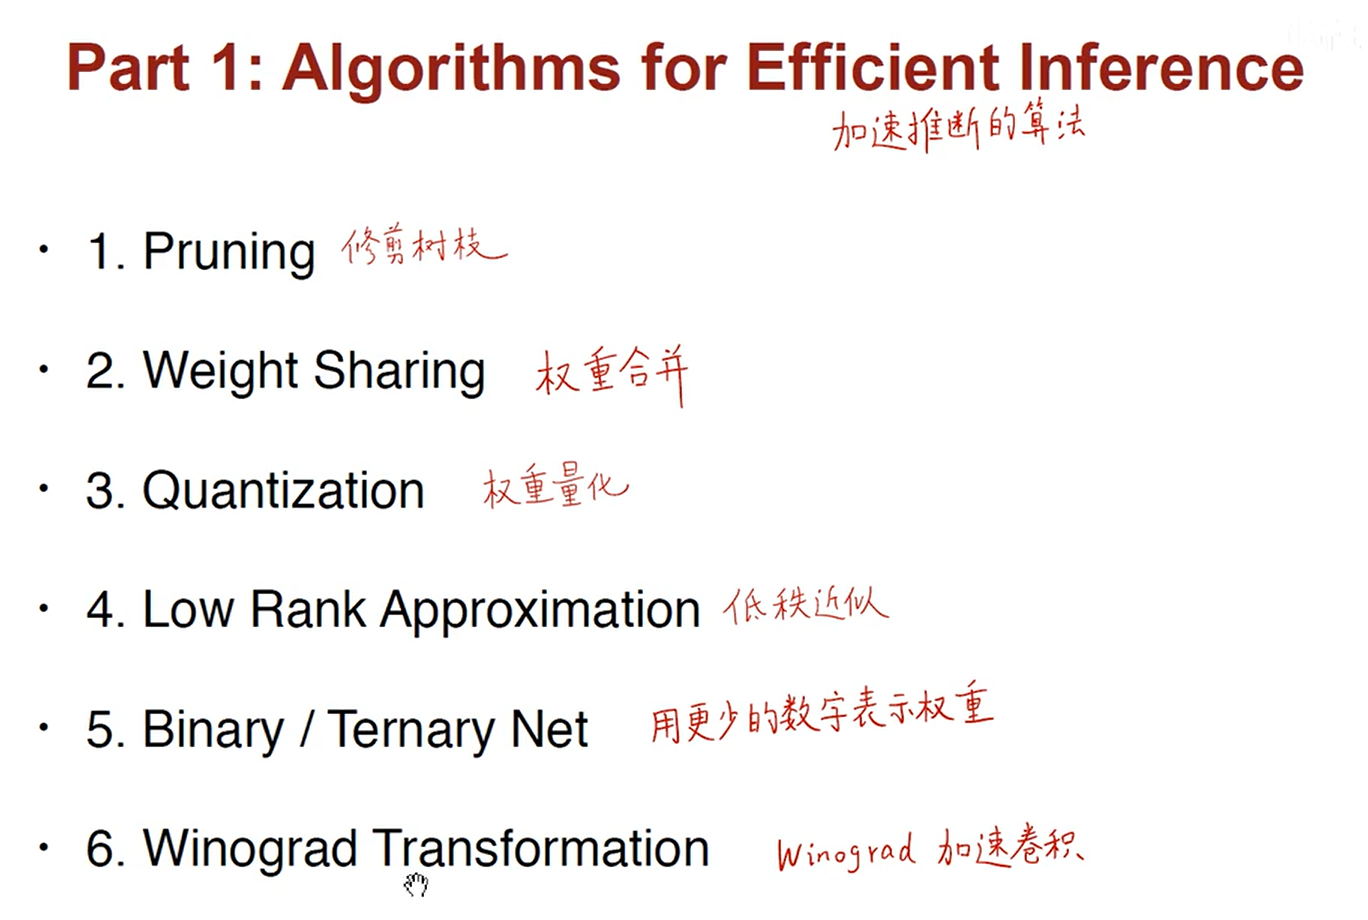 Part 1: Algorithms for Efficient Inference
加速推断的算法
• 1. Pruning 修剪树枝
• 2. Weight Sharing 权重合并
• 3. Quantization 权重量化
• 4. Low Rank Approximation 低秩近似
• 5. Binary / Ternary Net 用更少的数字表示权重
• 6. Winograd Transformation Winograd 加速卷积